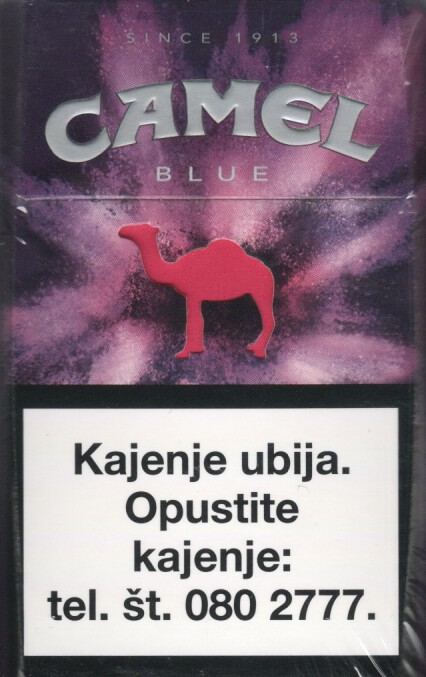 SINCE 1913
CAMEL
BLUE
Kajenje ubija.
Opustite
kajenje:
tel. št. 080 2777.